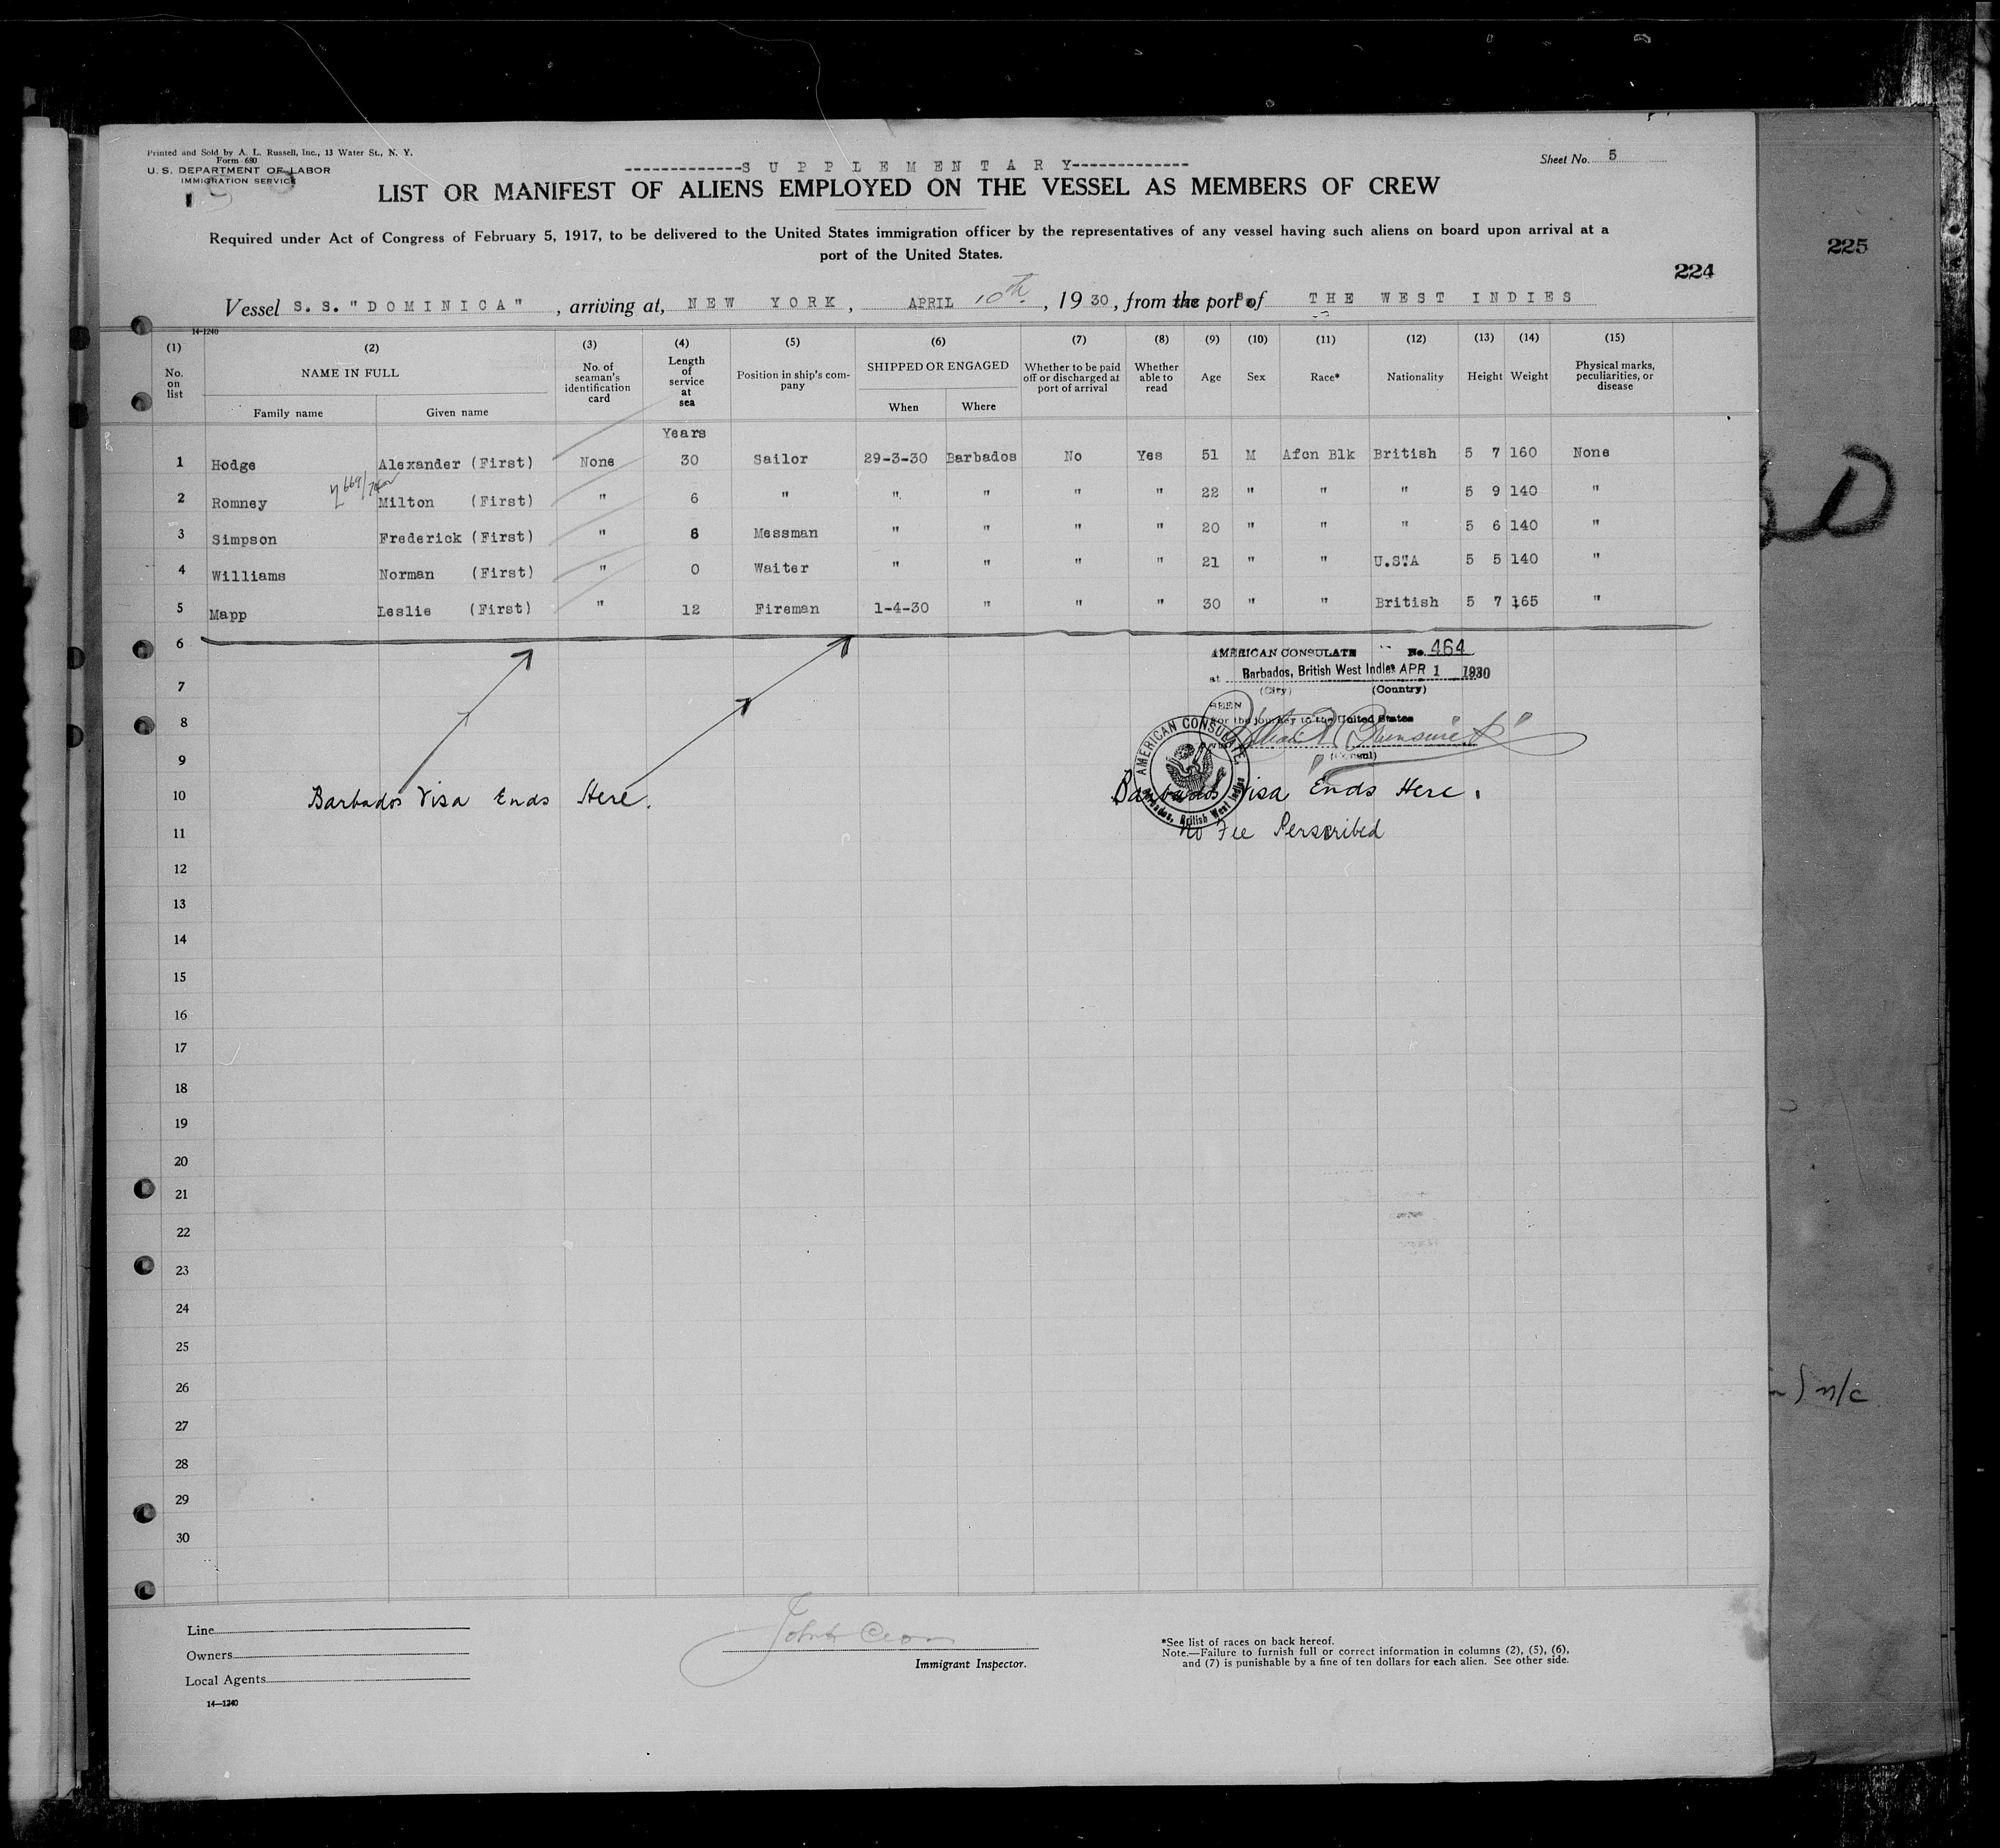 Printed and Sold by A. L. Russell, Inc., 13 Water St., N. Y.
Form 680
U. S. DEPARTMENT OF LABOR
IMMIGRATION SERVICE
------------S U P P L E M E N T A R Y------------
Sheet No. 5
LIST OR MANIFEST OF ALIENS EMPLOYED ON THE VESSEL AS MEMBERS OF CREW
Required under Act of Congress of February 5, 1917, to be delivered to the United States immigration officer by the representatives of any vessel having such aliens on board upon arrival at a
port of the United States.
225
224
Vessel S. S. "DOMINICA", arriving at, NEW YORK, APRIL 10th, 1930, from the ports of THE WEST INDIES
14-1240
(1) (2) (3) (4) (5) (6) (7) (8) (9) (10) (11) (12) (13) (14) (15)
No. on list
NAME IN FULL
Family name Given name
No. of seaman's identification card
Length of service at sea
Position in ship's company
SHIPPED OR ENGAGED
When Where
Whether to be paid off or discharged at port of arrival
Whether able to read
Age Sex Race* Nationality Height Weight
Physical marks, peculiarities, or disease
Years
1 Hodge Alexander (First) None 30 Sailor 29-3-30 Barbados No Yes 51 M Afcn Blk British 5 7 160 None
2 Romney Milton (First) " 6 " " " " " 22 " " " 5 9 140 "
3 Simpson Frederick (First) " 6 Messman " " " " 20 " " " 5 6 140 "
4 Williams Norman (First) " 0 Waiter " " " " 21 " " U.S.A 5 5 140 "
5 Mapp Leslie (First) " 12 Fireman 1-4-30 " " " 30 " " British 5 7 165 "
6
AMERICAN CONSULATE No. 464
at Barbados, British West Indies APR 1 1930
(City) (Country)
7
SEEN
For the journey to the United States
8
(Consul)
AMERICAN CONSULATE, Barbados, British West Indies
9
10 Barbados Visa Ends Here. Barbados Visa Ends Here.
No Fee Perscribed
11
12
13
14
15
16
17
18
19
20
21
22
23
24
25
26
n/c
27
28
29
30
Line
Owners
Local Agents
14—1240
Immigrant Inspector.
*See list of races on back hereof.
Note.—Failure to furnish full or correct information in columns (2), (5), (6),
and (7) is punishable by a fine of ten dollars for each alien. See other side.